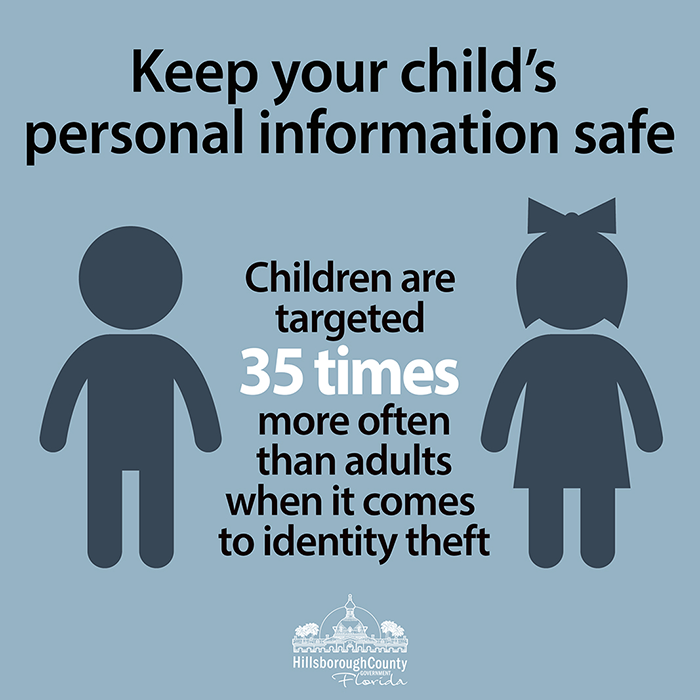 Keep your child's
personal information safe
Children are
targeted
35 times
more often
than adults
when it comes
to identity theft
HillsboroughCounty
GOVERNMENT
Florida